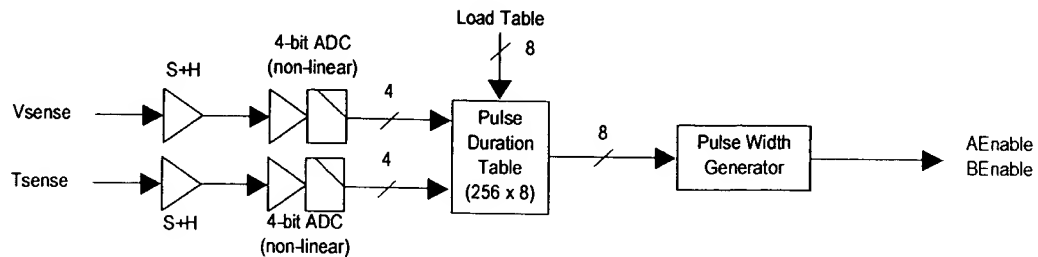 Load Table
8
4-bit ADC
(non-linear)
S+H
4
Vsense
Pulse
Duration
Table
(256 x 8)
8
Pulse Width
Generator
AEnable
BEnable
4
Tsense
S+H
4-bit ADC
(non-linear)